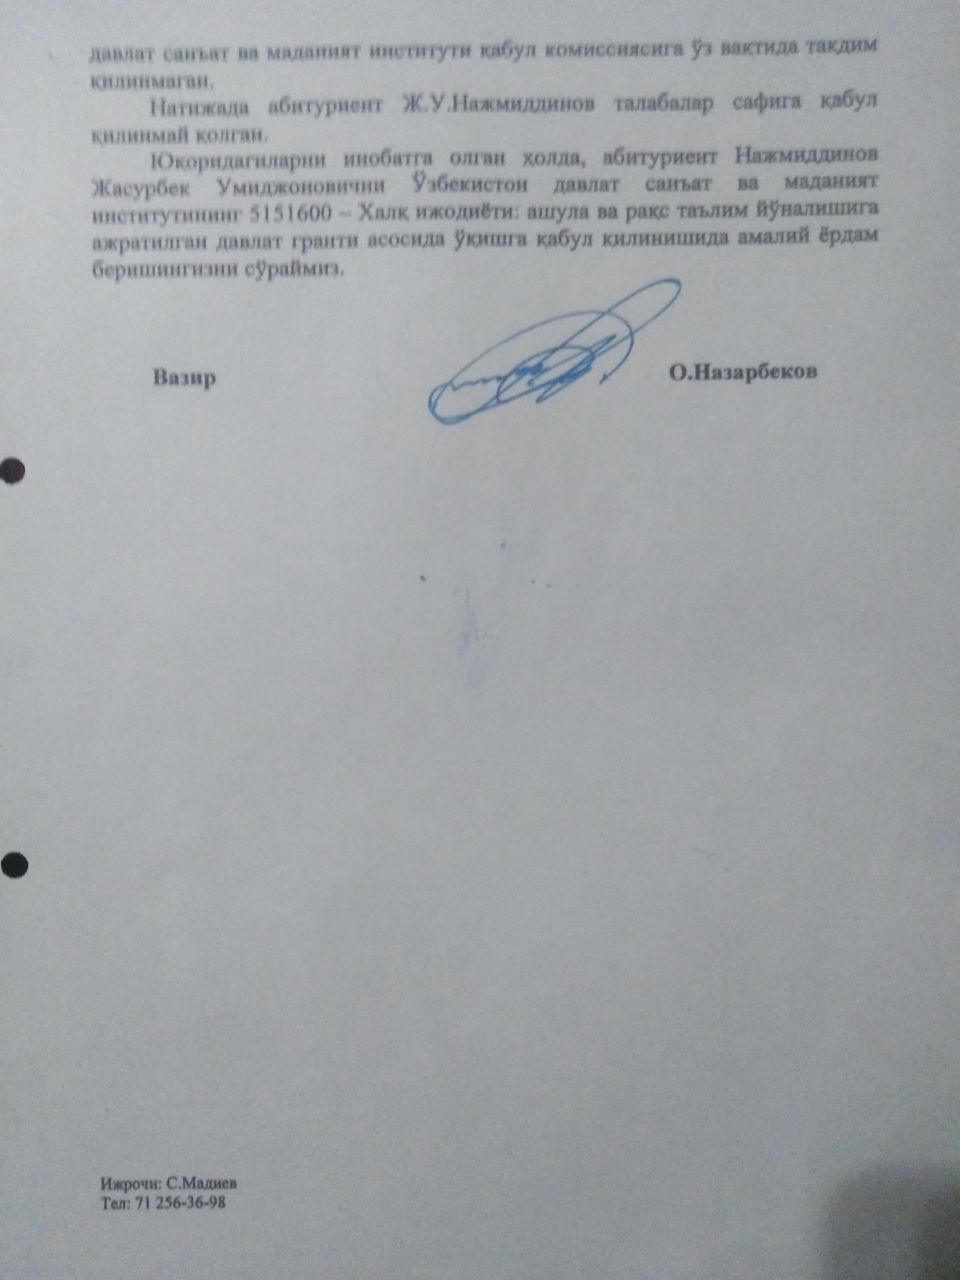 давлат санъат ва маданият институти қабул комиссиясига ўз вақтида тақдим
қилинмаган.
Натижада абитуриент Ж.У.Нажмиддинов талабалар сафига қабул
қилинмай қолган.
Юқоридагиларни инобатга олган ҳолда, абитуриент Нажмиддинов
Жасурбек Умиджоновични Ўзбекистон давлат санъат ва маданият
институтининг 5151600 – Халқ ижодиёти: ашула ва рақс таълим йўналишига
ажратилган давлат гранти асосида ўқишга қабул қилинишида амалий ёрдам
беришингизни сўраймиз.
Вазир О.Назарбеков
Ижрочи: С.Мадиев
Тел: 71 256-36-98